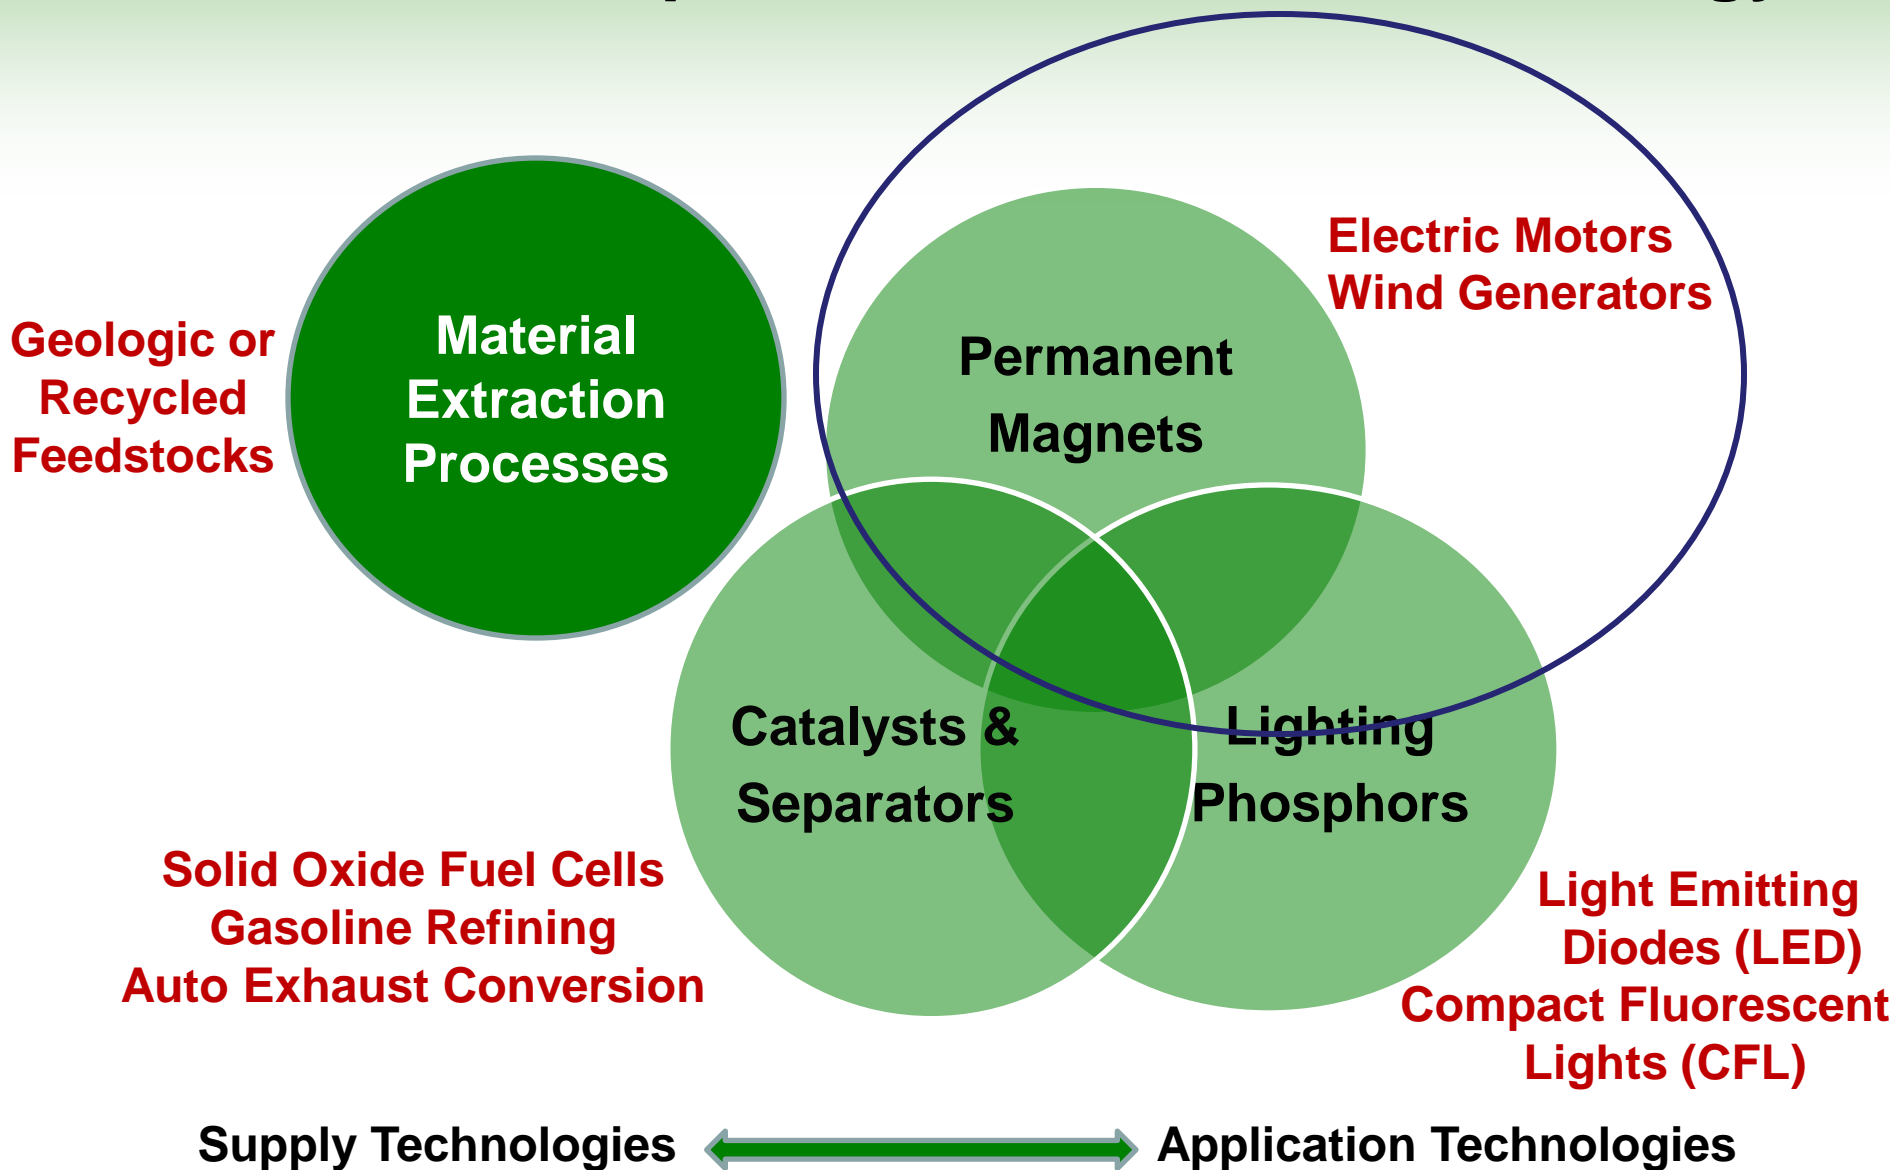 Electric Motors
Wind Generators
Geologic or
Recycled
Feedstocks
Material
Extraction
Processes
Permanent
Magnets
Catalysts &
Separators
Lighting
Phosphors
Solid Oxide Fuel Cells
Gasoline Refining
Auto Exhaust Conversion
Light Emitting
Diodes (LED)
Compact Fluorescent
Lights (CFL)
Supply Technologies
Application Technologies